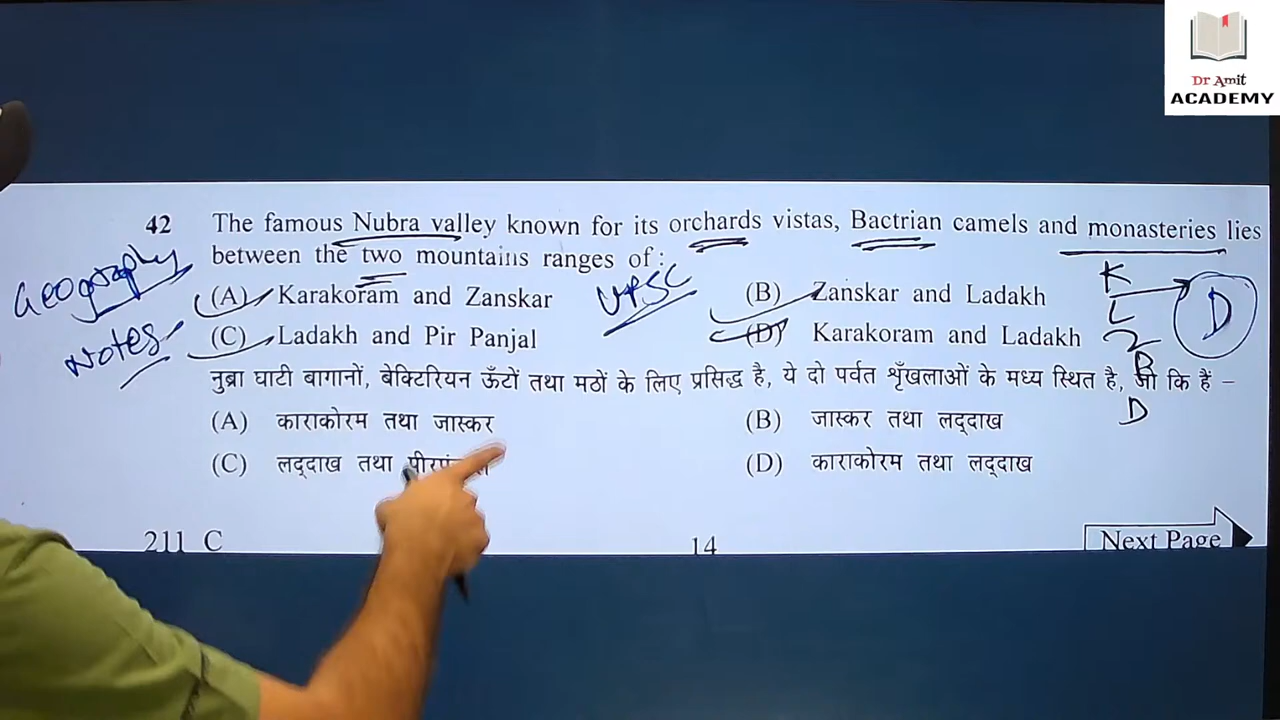 Dr Amit
ACADEMY
42 The famous Nubra valley known for its orchards vistas, Bactrian camels and monasteries lies
between the two mountains ranges of :
(A) Karakoram and Zanskar (B) Zanskar and Ladakh
(C) Ladakh and Pir Panjal (D) Karakoram and Ladakh
Geography
Notes
UPSC
K
L
Z
P
D
D
नुब्रा घाटी बागानों, बेक्टिरियन ऊँटों तथा मठों के लिए प्रसिद्ध है, ये दो पर्वत श्रृँखलाओं के मध्य स्थित है, जो कि हैं –
(A) काराकोरम तथा जास्कर (B) जास्कर तथा लद्दाख
(C) लद्दाख तथा (D) काराकोरम तथा लद्दाख
211 C 14 Next Page